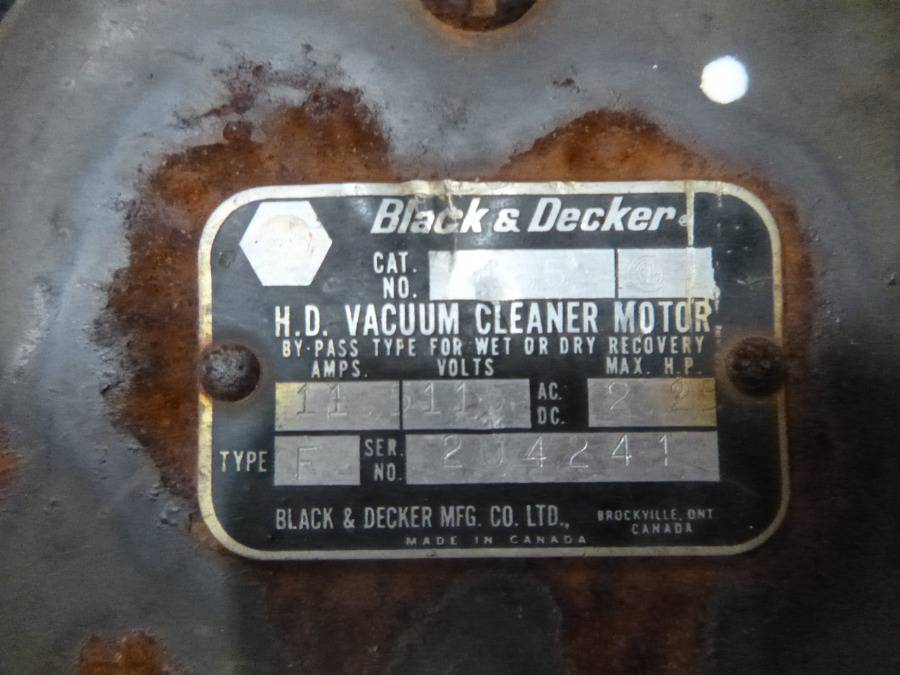 Black & Decker
CAT.
NO.
H.D. VACUUM CLEANER MOTOR
BY-PASS TYPE FOR WET OR DRY RECOVERY
AMPS. VOLTS MAX. H.P.
AC.
DC.
TYPE F SER. NO. 204241
BLACK & DECKER MFG. CO. LTD., BROCKVILLE, ONT.
CANADA
MADE IN CANADA